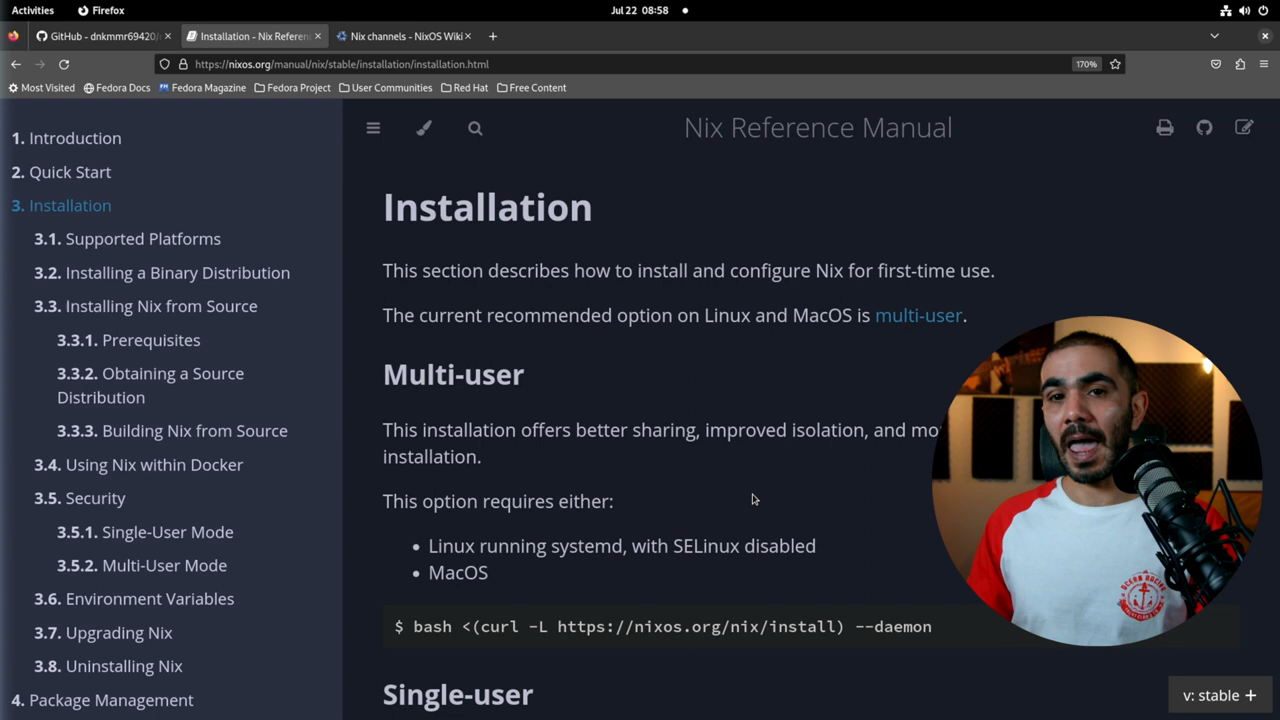 Activities Firefox Jul 22 08:58
GitHub - dnkmmr69420/ Installation - Nix Referen Nix channels - NixOS Wiki
https://nixos.org/manual/nix/stable/installation/installation.html 170%
Most Visited Fedora Docs Fedora Magazine Fedora Project User Communities Red Hat Free Content
1. Introduction
2. Quick Start
3. Installation
3.1. Supported Platforms
3.2. Installing a Binary Distribution
3.3. Installing Nix from Source
3.3.1. Prerequisites
3.3.2. Obtaining a Source
Distribution
3.3.3. Building Nix from Source
3.4. Using Nix within Docker
3.5. Security
3.5.1. Single-User Mode
3.5.2. Multi-User Mode
3.6. Environment Variables
3.7. Upgrading Nix
3.8. Uninstalling Nix
4. Package Management
Nix Reference Manual
Installation
This section describes how to install and configure Nix for first-time use.
The current recommended option on Linux and MacOS is multi-user.
Multi-user
This installation offers better sharing, improved isolation, and mo
installation.
This option requires either:
• Linux running systemd, with SELinux disabled
• MacOS
$ bash <(curl -L https://nixos.org/nix/install) --daemon
Single-user
OCEAN RACING
v: stable +